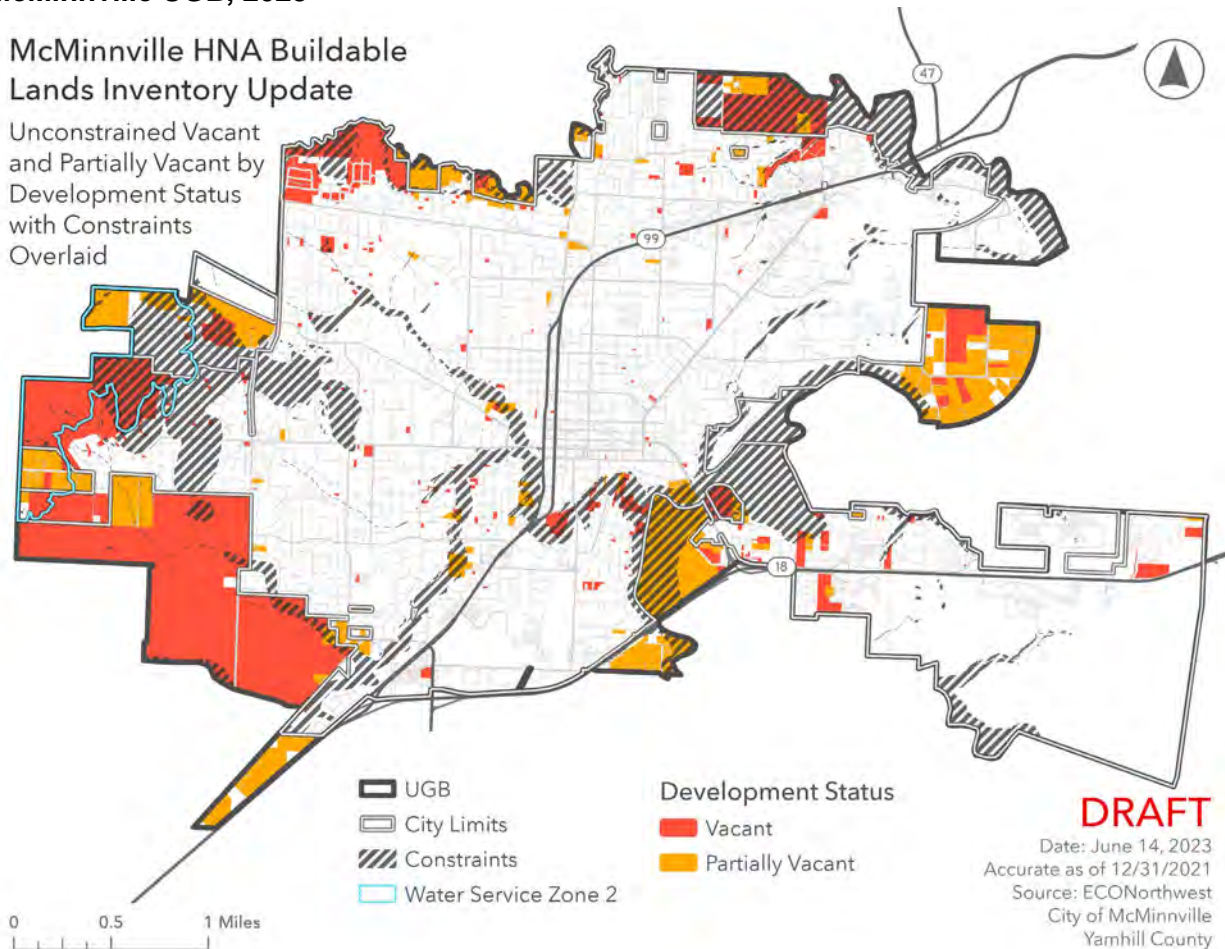 McMinnville HNA Buildable
Lands Inventory Update
Unconstrained Vacant
and Partially Vacant by
Development Status
with Constraints
Overlaid
47
99
18
UGB
City Limits
Constraints
Water Service Zone 2
Development Status
Vacant
Partially Vacant
DRAFT
Date: June 14, 2023
Accurate as of 12/31/2021
Source: ECONorthwest
City of McMinnville
Yamhill County
0 0.5 1 Miles